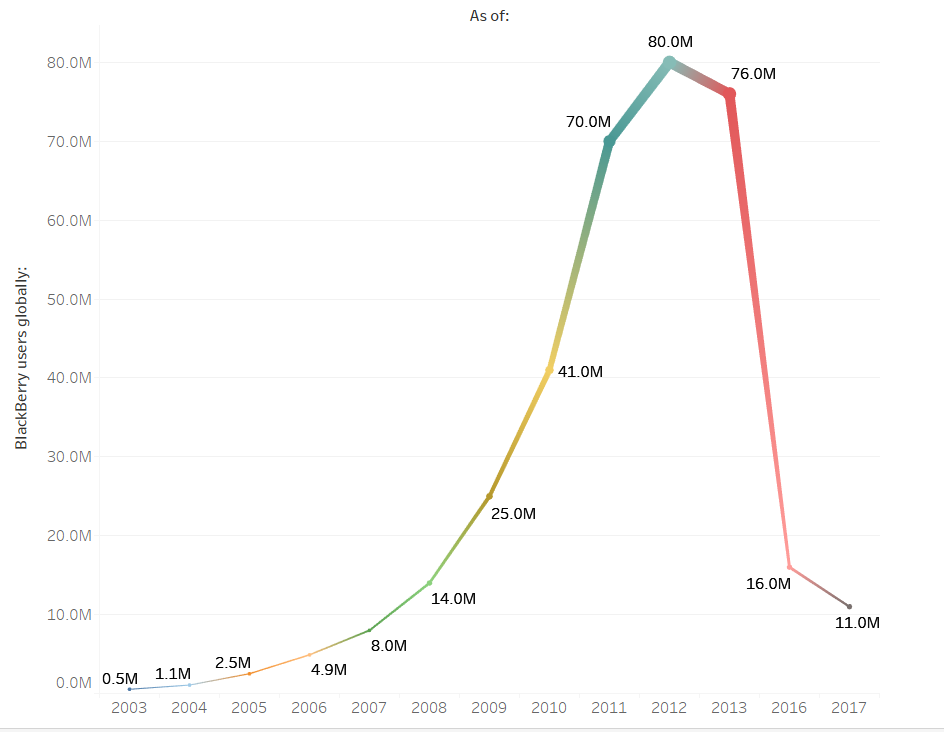 As of:
80.0M
76.0M
80.0M
70.0M
70.0M
60.0M
50.0M
BlackBerry users globally:
40.0M
41.0M
30.0M
25.0M
20.0M
16.0M
14.0M
10.0M
11.0M
8.0M
4.9M
2.5M
1.1M
0.5M
0.0M
2003 2004 2005 2006 2007 2008 2009 2010 2011 2012 2013 2016 2017